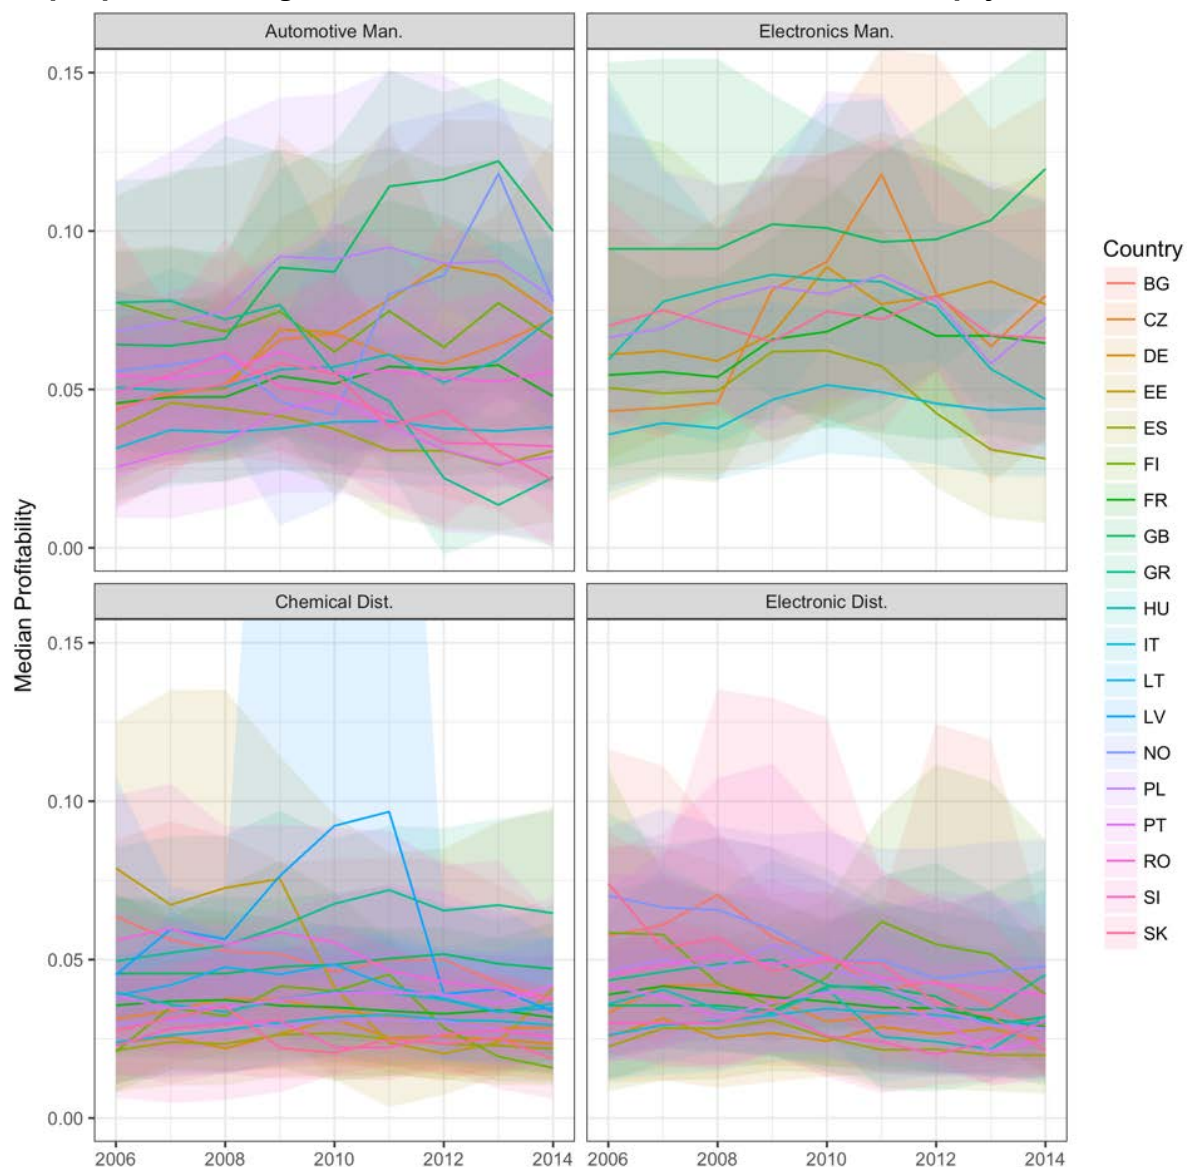 Automotive Man.
Electronics Man.
0.15
0.10
0.05
0.00
Median Profitability
Chemical Dist.
Electronic Dist.
0.15
0.10
0.05
0.00
2006 2008 2010 2012 2014 2006 2008 2010 2012 2014
Country
BG
CZ
DE
EE
ES
FI
FR
GB
GR
HU
IT
LT
LV
NO
PL
PT
RO
SI
SK